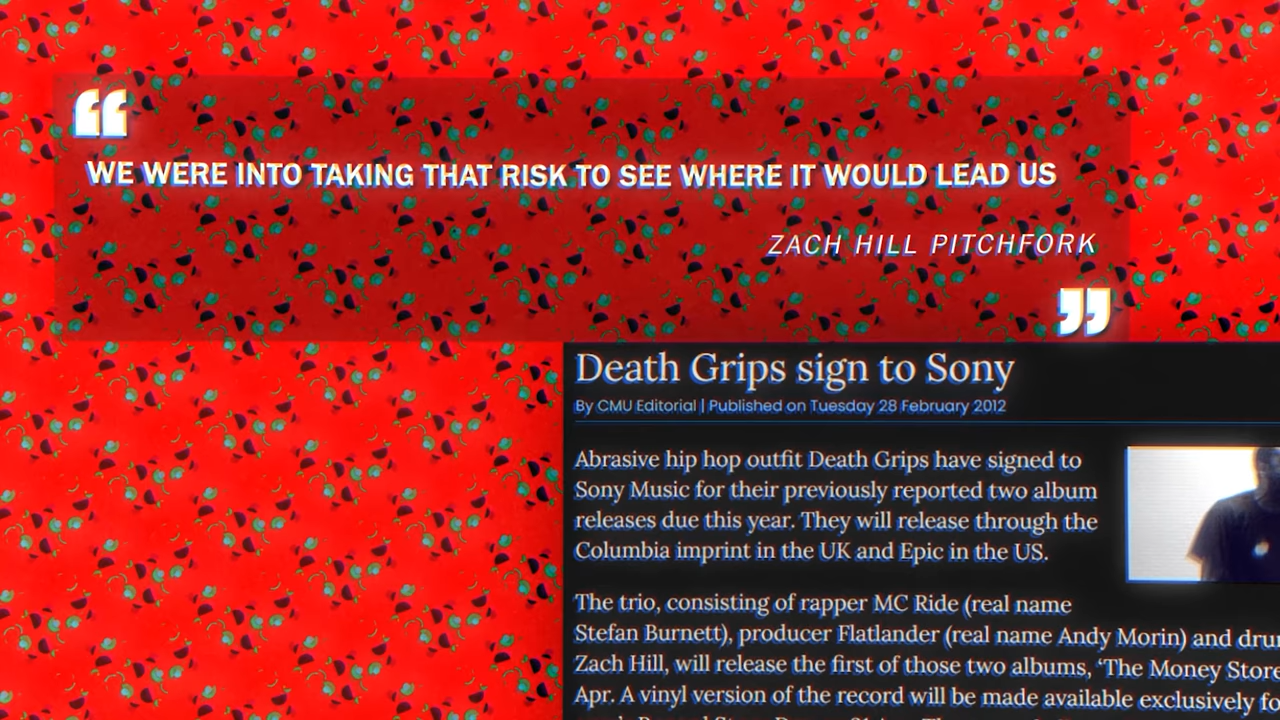 “
WE WERE INTO TAKING THAT RISK TO SEE WHERE IT WOULD LEAD US
ZACH HILL PITCHFORK
”
Death Grips sign to Sony
By CMU Editorial | Published on Tuesday 28 February 2012
Abrasive hip hop outfit Death Grips have signed to
Sony Music for their previously reported two album
releases due this year. They will release through the
Columbia imprint in the UK and Epic in the US.
The trio, consisting of rapper MC Ride (real name
Stefan Burnett), producer Flatlander (real name Andy Morin) and
Zach Hill, will release the first of those two albums, ‘The Money Store
Apr. A vinyl version of the record will be made available exclusively